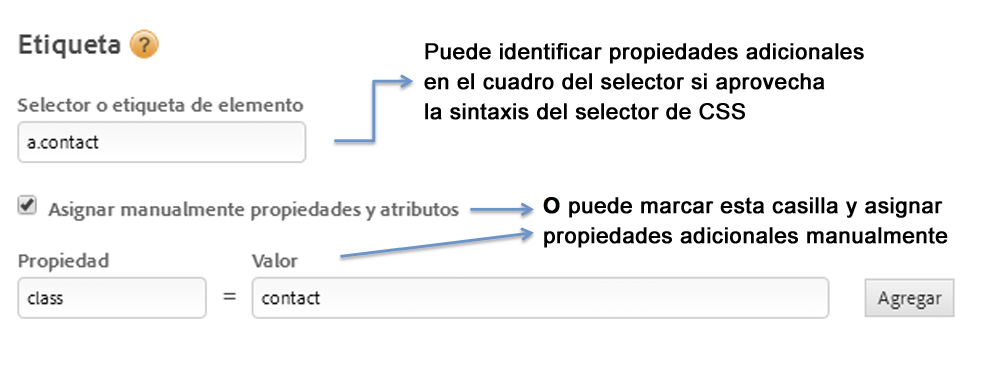 Etiqueta ?
Puede identificar propiedades adicionales
en el cuadro del selector si aprovecha
la sintaxis del selector de CSS
Selector o etiqueta de elemento
a.contact
Asignar manualmente propiedades y atributos
O puede marcar esta casilla y asignar
propiedades adicionales manualmente
Propiedad Valor
class = contact Agregar